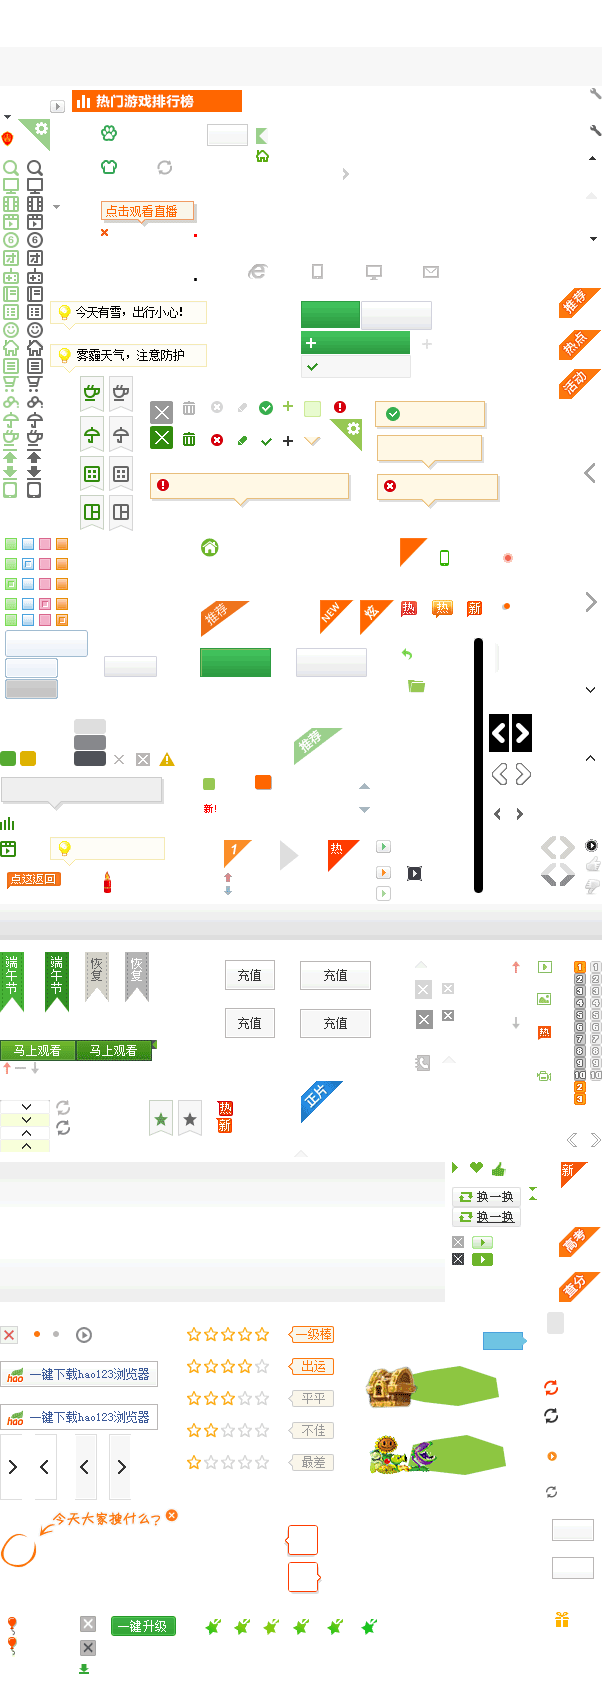 热门游戏排行榜
点击观看直播
推荐
今天有雪，出行小心！
热点
雾霾天气，注意防护
活动
推荐
NEW
炫
热
热
新
推荐
新!
1
热
点这返回
端午节
端午节
恢复
恢复
充值
充值
充值
充值
热
马上观看
马上观看
1
1
2
2
3
3
4
4
5
5
6
6
7
7
8
8
9
9
10
10
2
3
正片
热
新
新
换一换
换一换
高考
查分
一级棒
出运
平平
不佳
最差
hao 一键下载hao123浏览器
hao 一键下载hao123浏览器
今天大家搜什么?
一键升级